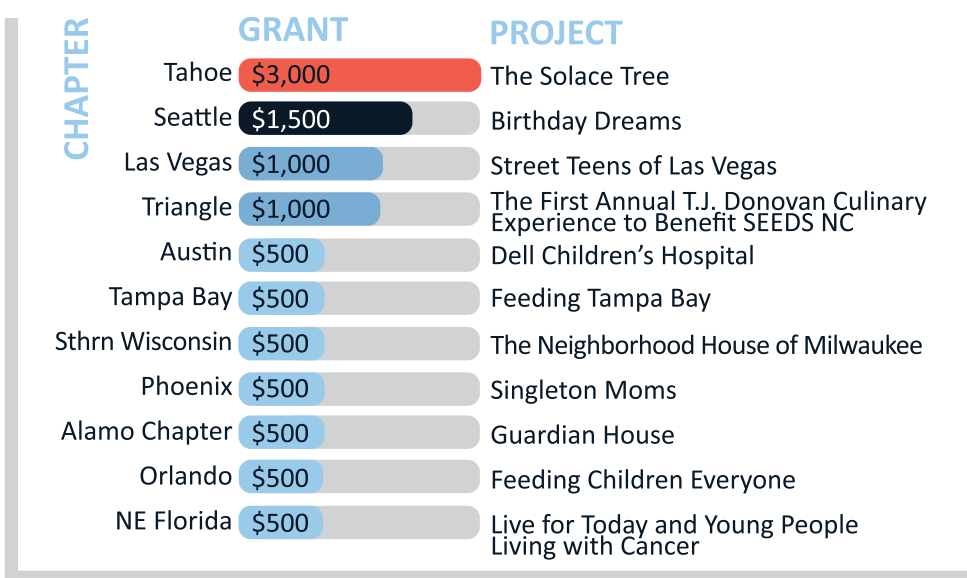 CHAPTER GRANT PROJECT
Tahoe $3,000 The Solace Tree
Seattle $1,500 Birthday Dreams
Las Vegas $1,000 Street Teens of Las Vegas
Triangle $1,000 The First Annual T.J. Donovan Culinary
Experience to Benefit SEEDS NC
Austin $500 Dell Children’s Hospital
Tampa Bay $500 Feeding Tampa Bay
Sthrn Wisconsin $500 The Neighborhood House of Milwaukee
Phoenix $500 Singleton Moms
Alamo Chapter $500 Guardian House
Orlando $500 Feeding Children Everyone
NE Florida $500 Live for Today and Young People
Living with Cancer